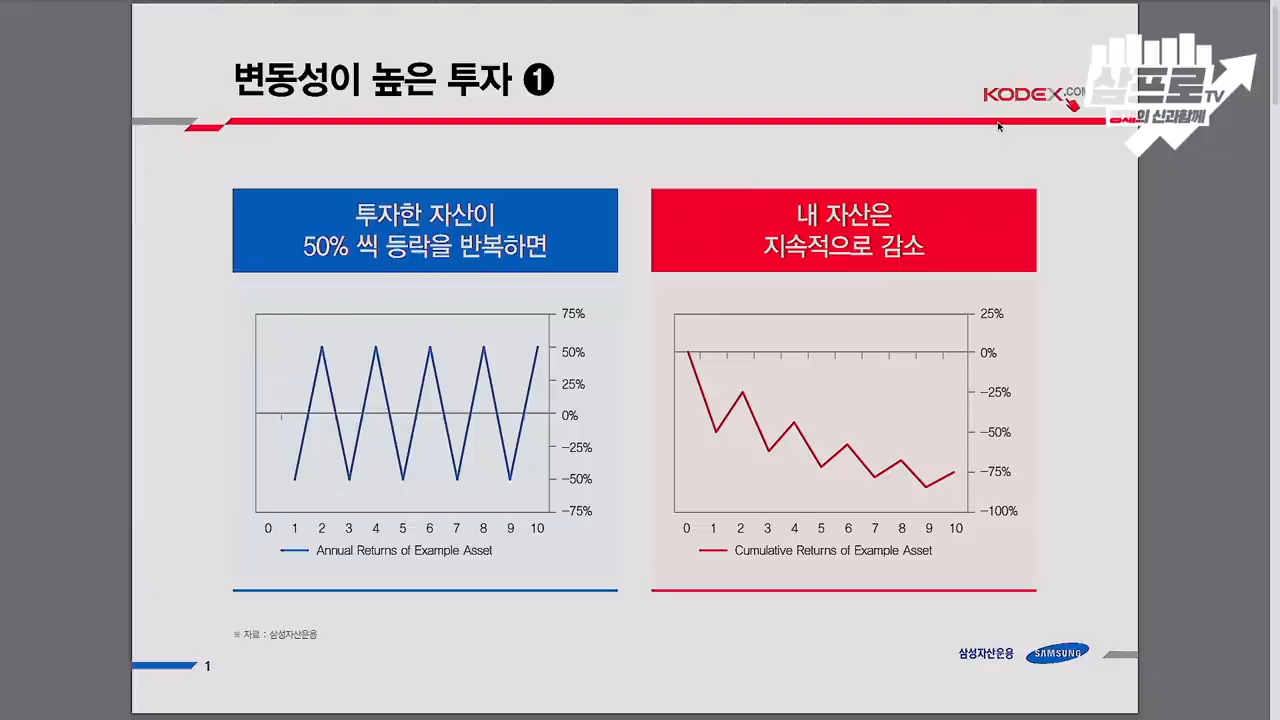 변동성이 높은 투자 ❶
KODEX.COM
삼프로TV
경제의 신과함께
투자한 자산이
50% 씩 등락을 반복하면
내 자산은
지속적으로 감소
75%
50%
25%
0%
−25%
−50%
−75%
0 1 2 3 4 5 6 7 8 9 10
Annual Returns of Example Asset
25%
0%
−25%
−50%
−75%
−100%
0 1 2 3 4 5 6 7 8 9 10
Cumulative Returns of Example Asset
※ 자료 : 삼성자산운용
1
삼성자산운용
SAMSUNG